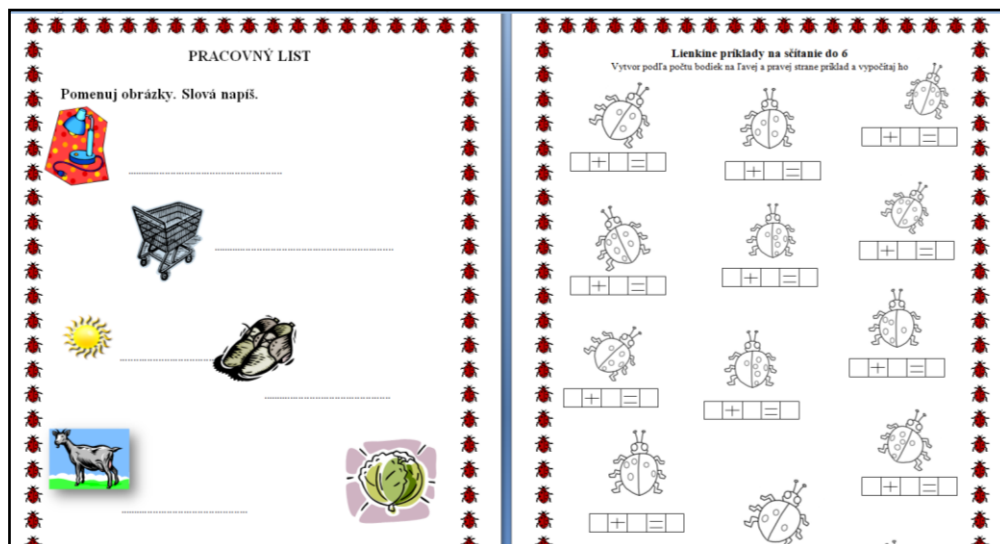 PRACOVNÝ LIST
Pomenuj obrázky. Slová napíš.
Lienkine príklady na sčítanie do 6
Vytvor podľa počtu bodiek na ľavej a pravej strane príklad a vypočítaj ho
+ =
+ =
+ =
+ =
+ =
+ =
+ =
+ =
+ =
+ =
+ =